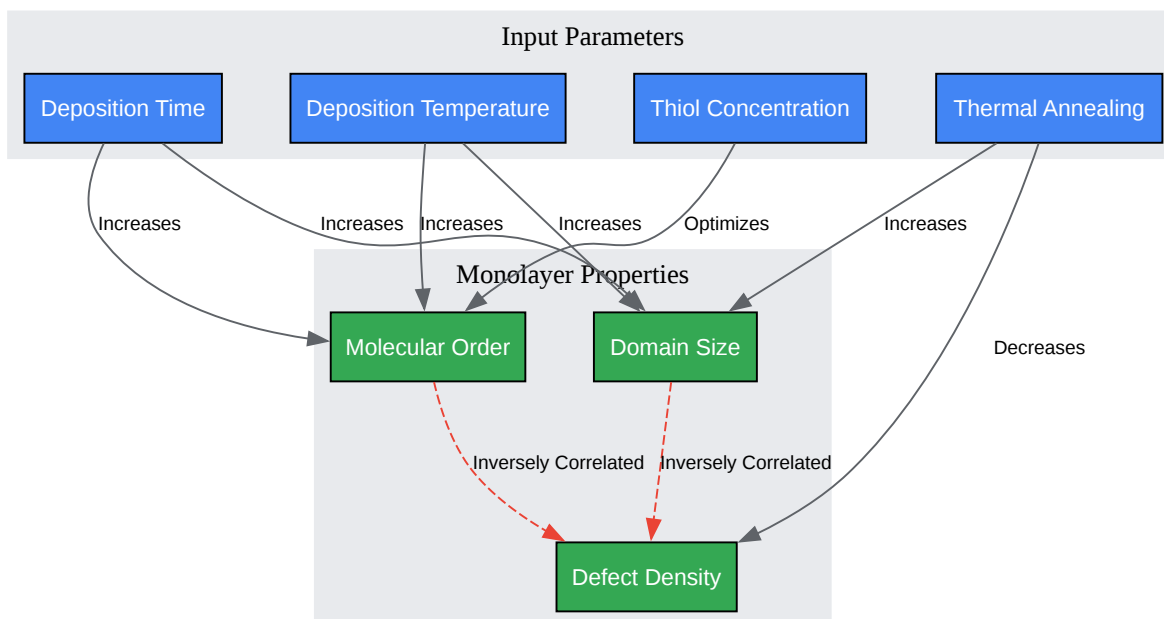 Input Parameters
Deposition Time
Deposition Temperature
Thiol Concentration
Thermal Annealing
Increases
Increases
Increases
Increases
Optimizes
Increases
Monolayer Properties
Molecular Order
Domain Size
Decreases
Inversely Correlated
Inversely Correlated
Defect Density